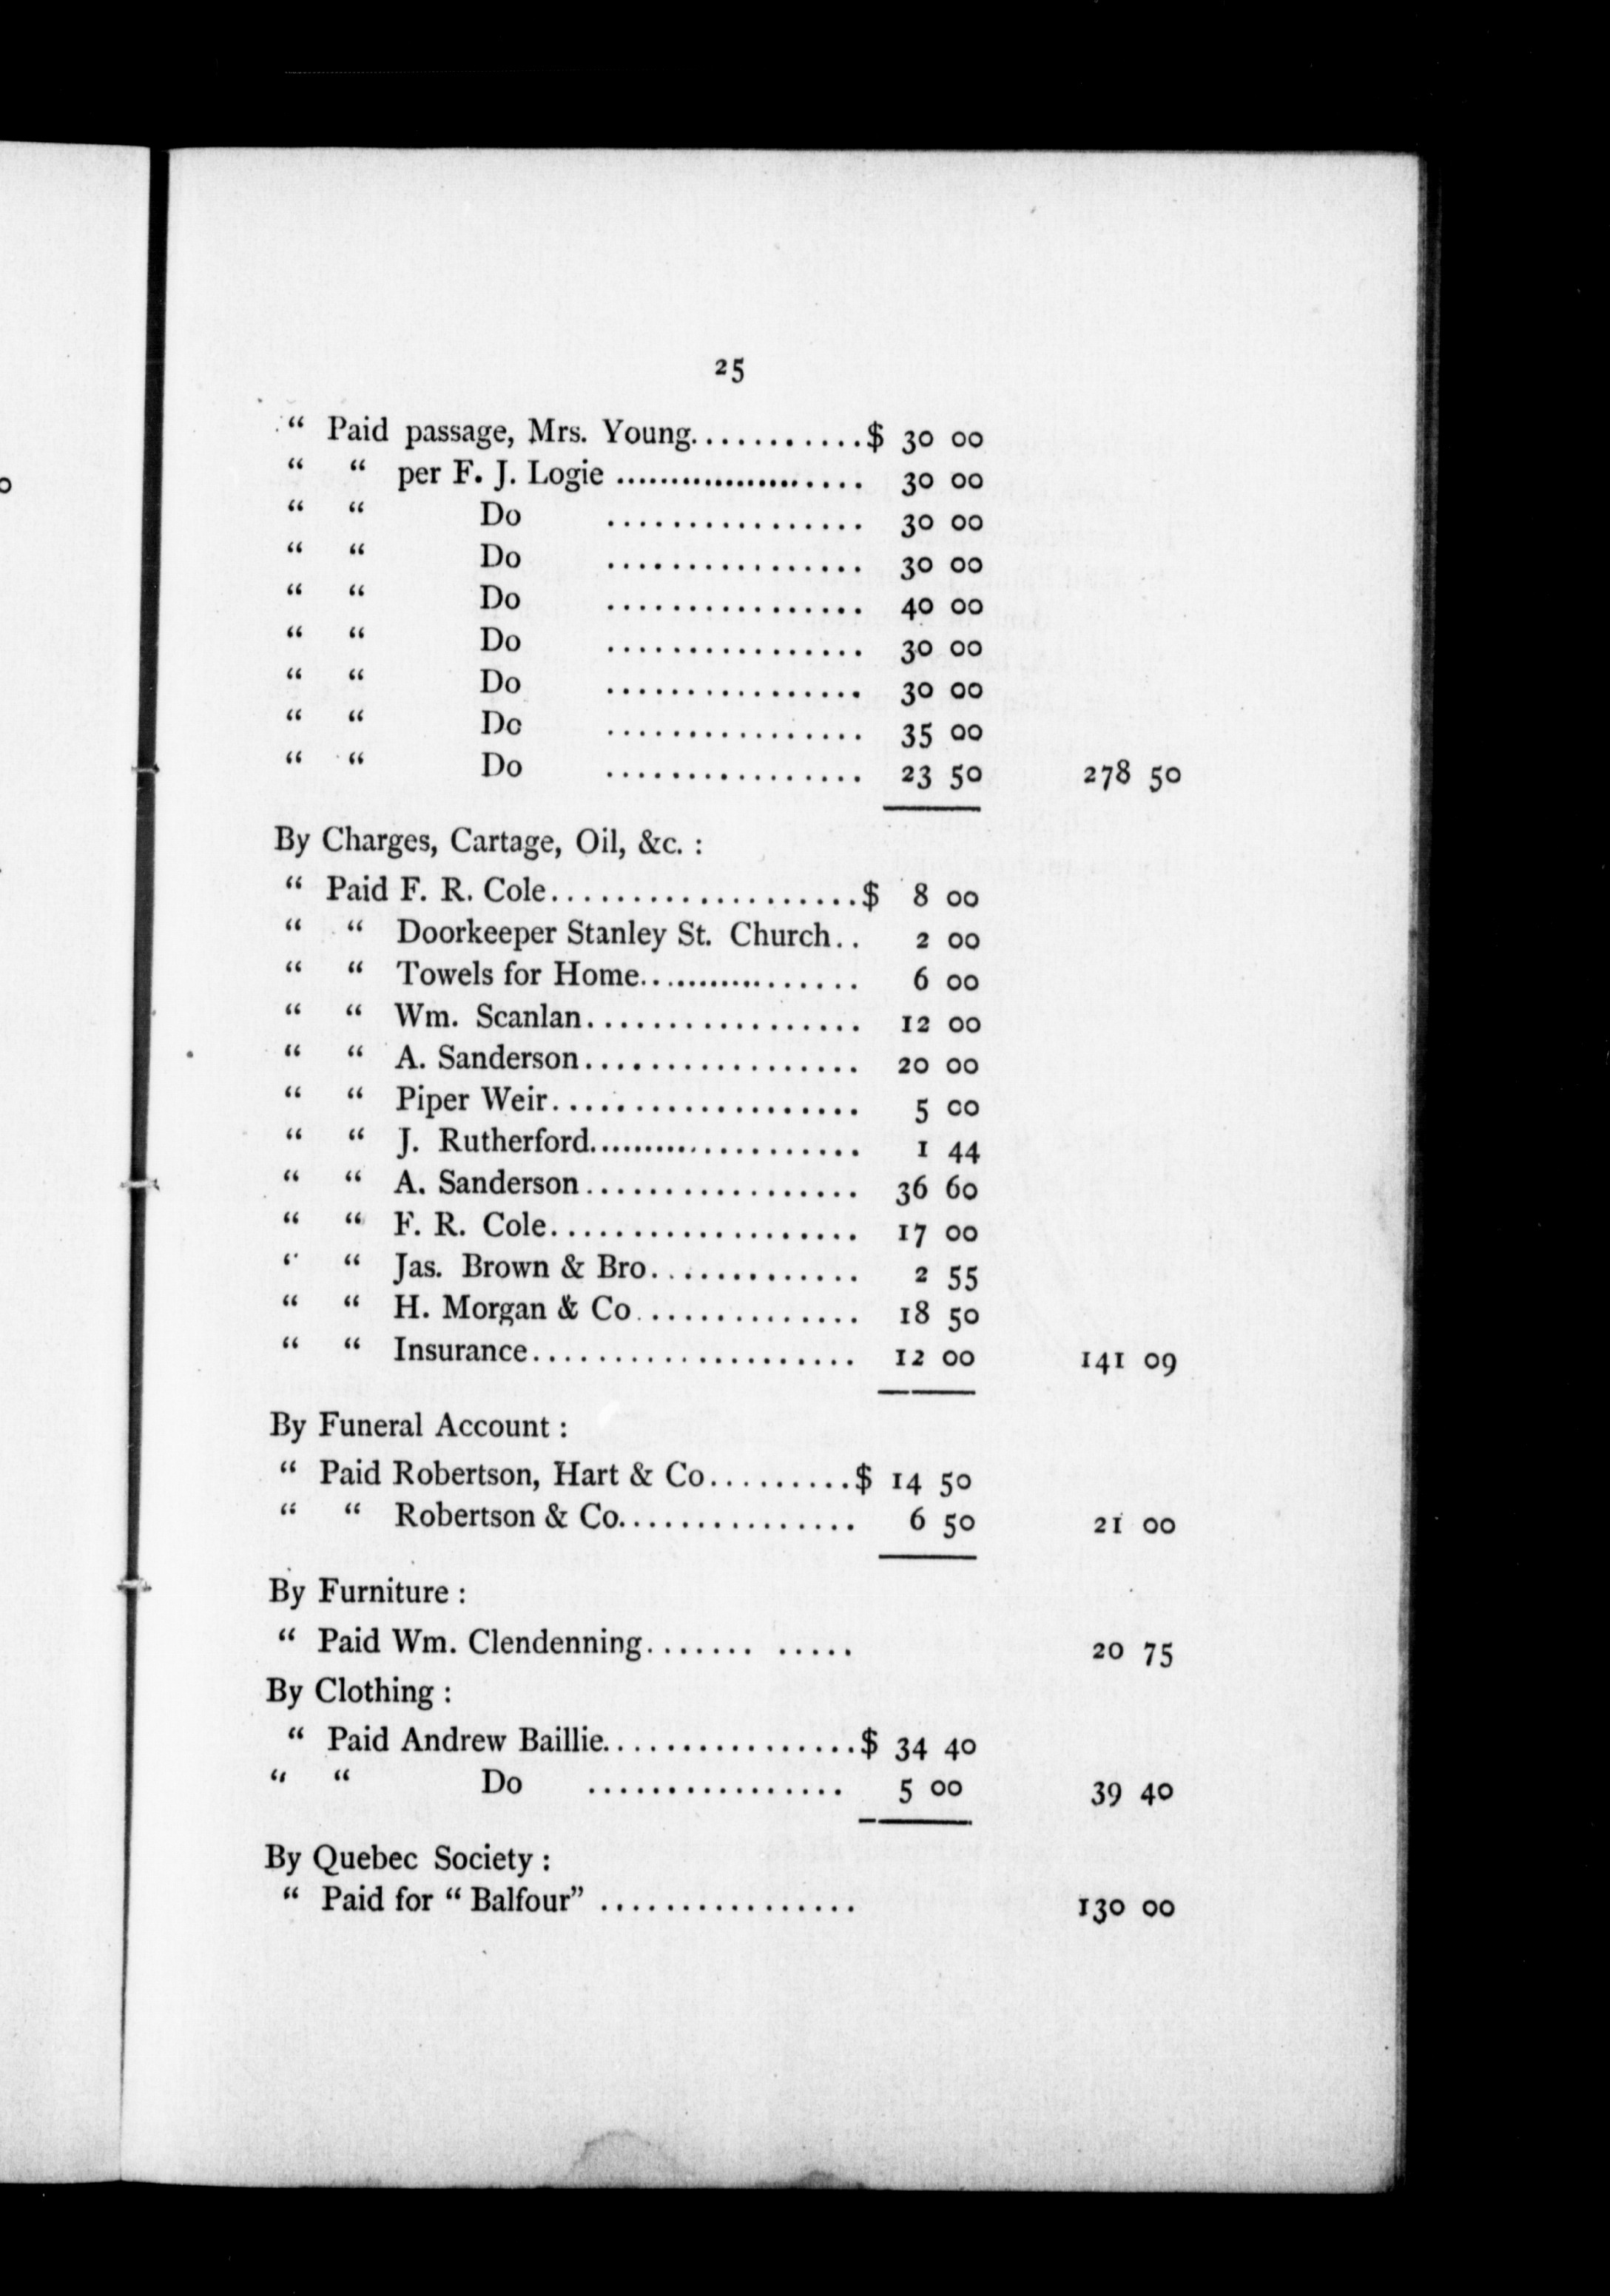 25
“ Paid passage, Mrs. Young...........$ 30 00
“ “ per F. J. Logie ...................... 30 00
“ “ Do ................ 30 00
“ “ Do ................ 30 00
“ “ Do ................ 40 00
“ “ Do ................ 30 00
“ “ Do ................ 30 00
“ “ Do ................ 35 00
“ “ Do ................ 23 50 278 50
By Charges, Cartage, Oil, &c. :
“ Paid F. R. Cole...................$ 8 00
“ “ Doorkeeper Stanley St. Church.. 2 00
“ “ Towels for Home.................. 6 00
“ “ Wm. Scanlan................. 12 00
“ “ A. Sanderson................. 20 00
“ “ Piper Weir................... 5 00
“ “ J. Rutherford.................... 1 44
“ “ A. Sanderson................. 36 60
“ “ F. R. Cole................... 17 00
“ “ Jas. Brown & Bro............. 2 55
“ “ H. Morgan & Co.............. 18 50
“ “ Insurance.................... 12 00 141 09
By Funeral Account :
“ Paid Robertson, Hart & Co.........$ 14 50
“ “ Robertson & Co............... 6 50 21 00
By Furniture :
“ Paid Wm. Clendenning....... ..... 20 75
By Clothing :
“ Paid Andrew Baillie................$ 34 40
“ “ Do ................ 5 00 39 40
By Quebec Society :
“ Paid for “ Balfour” ................ 130 00